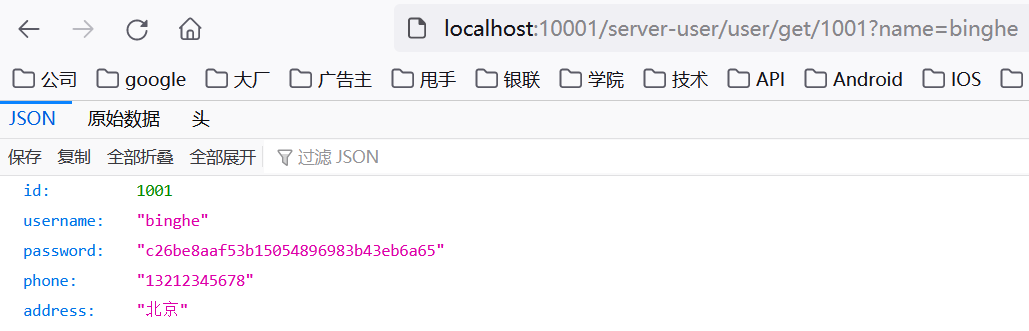 localhost:10001/server-user/user/get/1001?name=binghe
公司 google 大厂 广告主 甩手 银联 学院 技术 API Android IOS
JSON 原始数据 头
保存 复制 全部折叠 全部展开 过滤 JSON
id: 1001
username: "binghe"
password: "c26be8aaf53b15054896983b43eb6a65"
phone: "13212345678"
address: "北京"